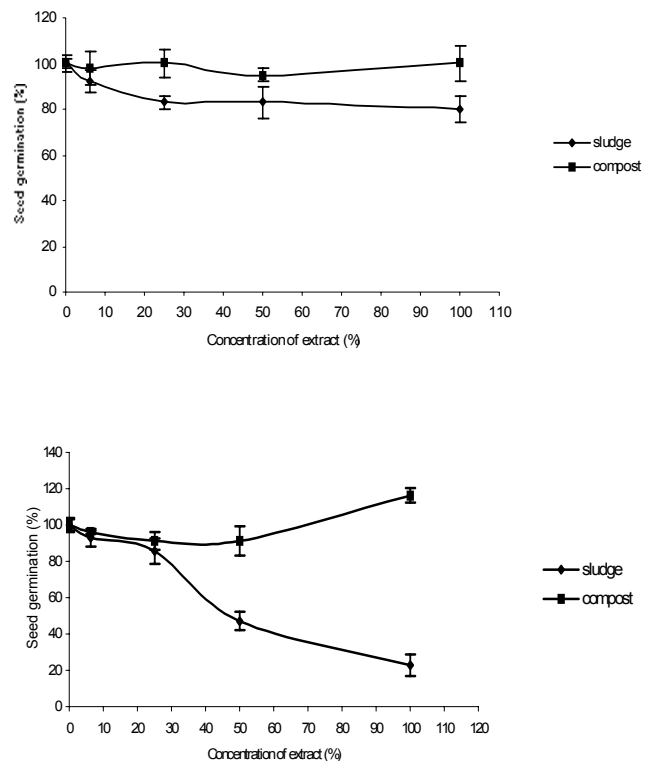 120
100
80
60
40
20
0
Seed germination (%)
0 10 20 30 40 50 60 70 80 90 100 110
Concentration of extract (%)
sludge
compost
140
120
100
80
60
40
20
0
Seed germination (%)
0 10 20 30 40 50 60 70 80 90 100 110 120
Concentration of extract (%)
sludge
compost